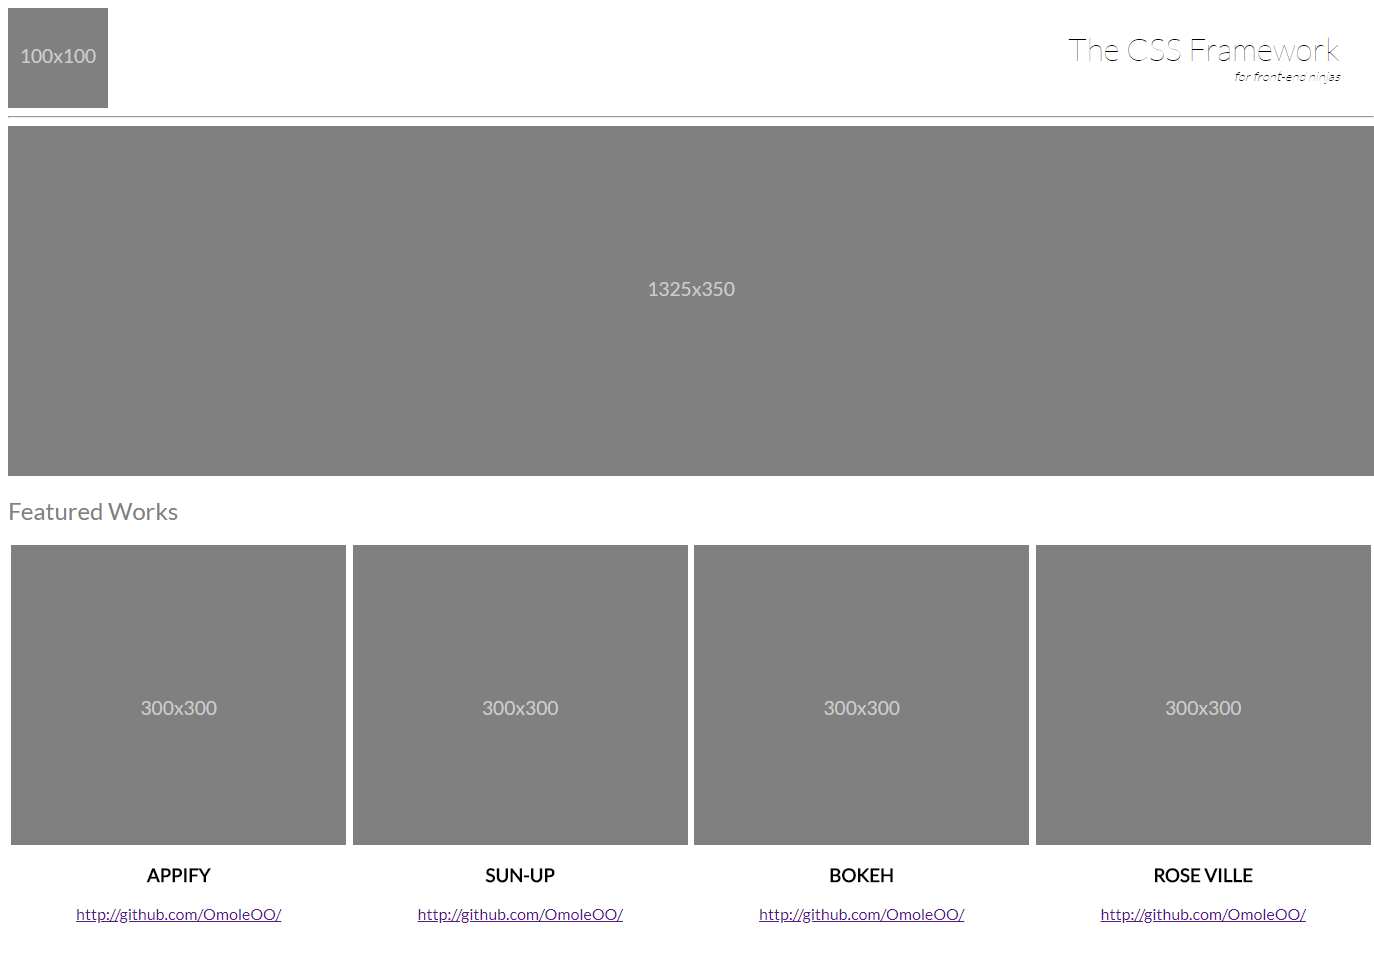 100x100
The CSS Framework
for front-end ninjas
1325x350
Featured Works
300x300 300x300 300x300 300x300
APPIFY SUN-UP BOKEH ROSE VILLE
http://github.com/OmoleOO/ http://github.com/OmoleOO/ http://github.com/OmoleOO/ http://github.com/OmoleOO/